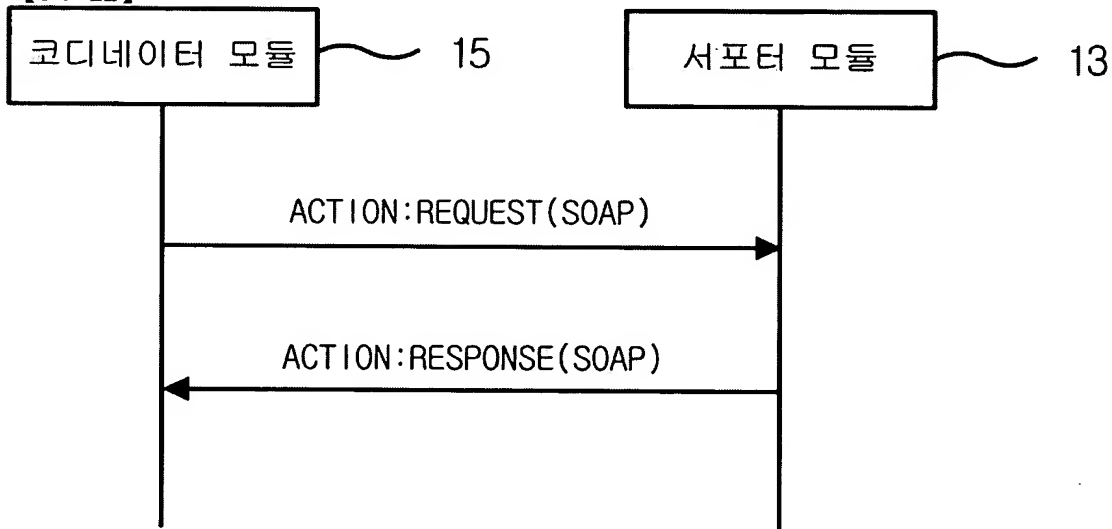 코디네이터 모듈 15 서포터 모듈 13
ACTION:REQUEST(SOAP)
ACTION:RESPONSE(SOAP)